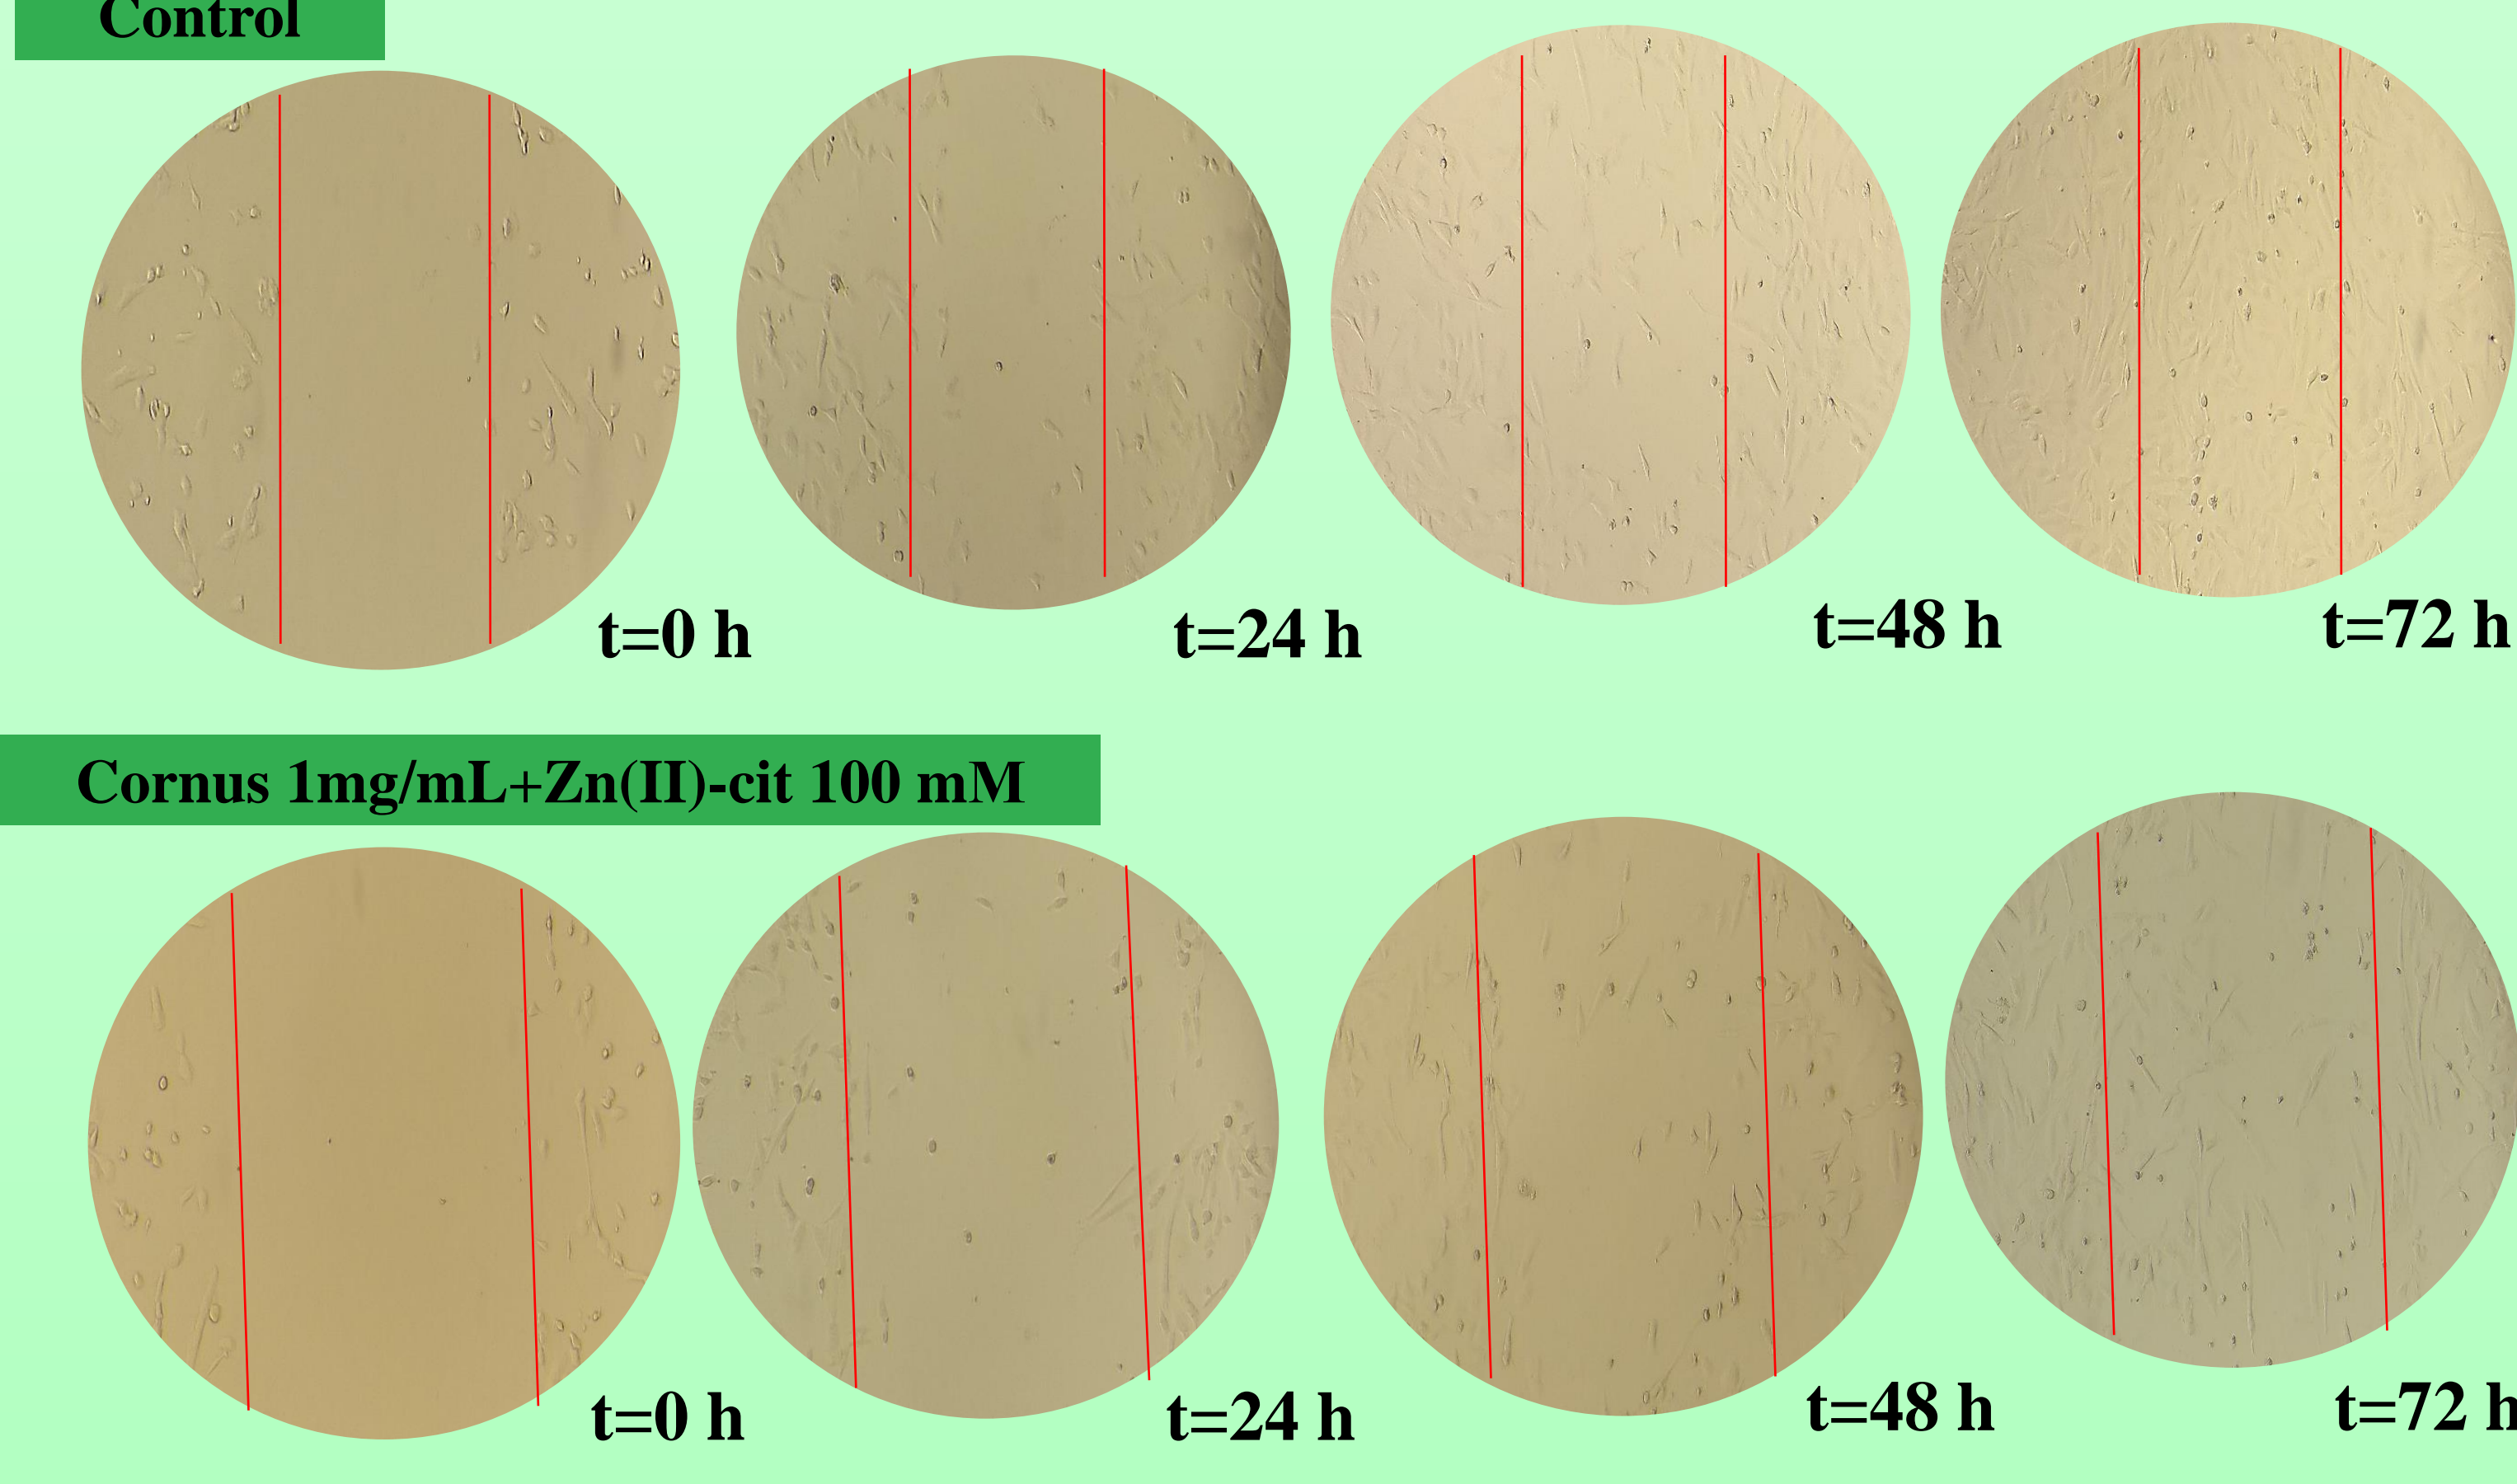 Control
t=0 h
t=24 h
t=48 h
t=72 h
Cornus 1mg/mL+Zn(II)-cit 100 mM
t=0 h
t=24 h
t=48 h
t=72 h